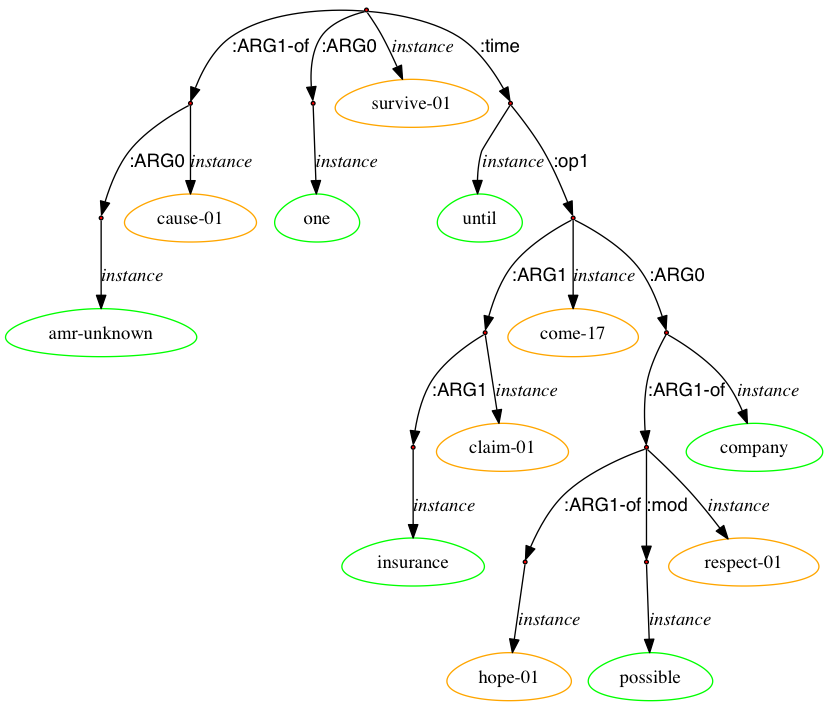 :ARG1-of :ARG0 instance :time
survive-01
:ARG0 instance instance instance :op1
cause-01 one until
instance :ARG1 instance :ARG0
amr-unknown come-17
:ARG1 instance :ARG1-of instance
claim-01 company
instance :ARG1-of :mod instance
insurance respect-01
instance instance
hope-01 possible